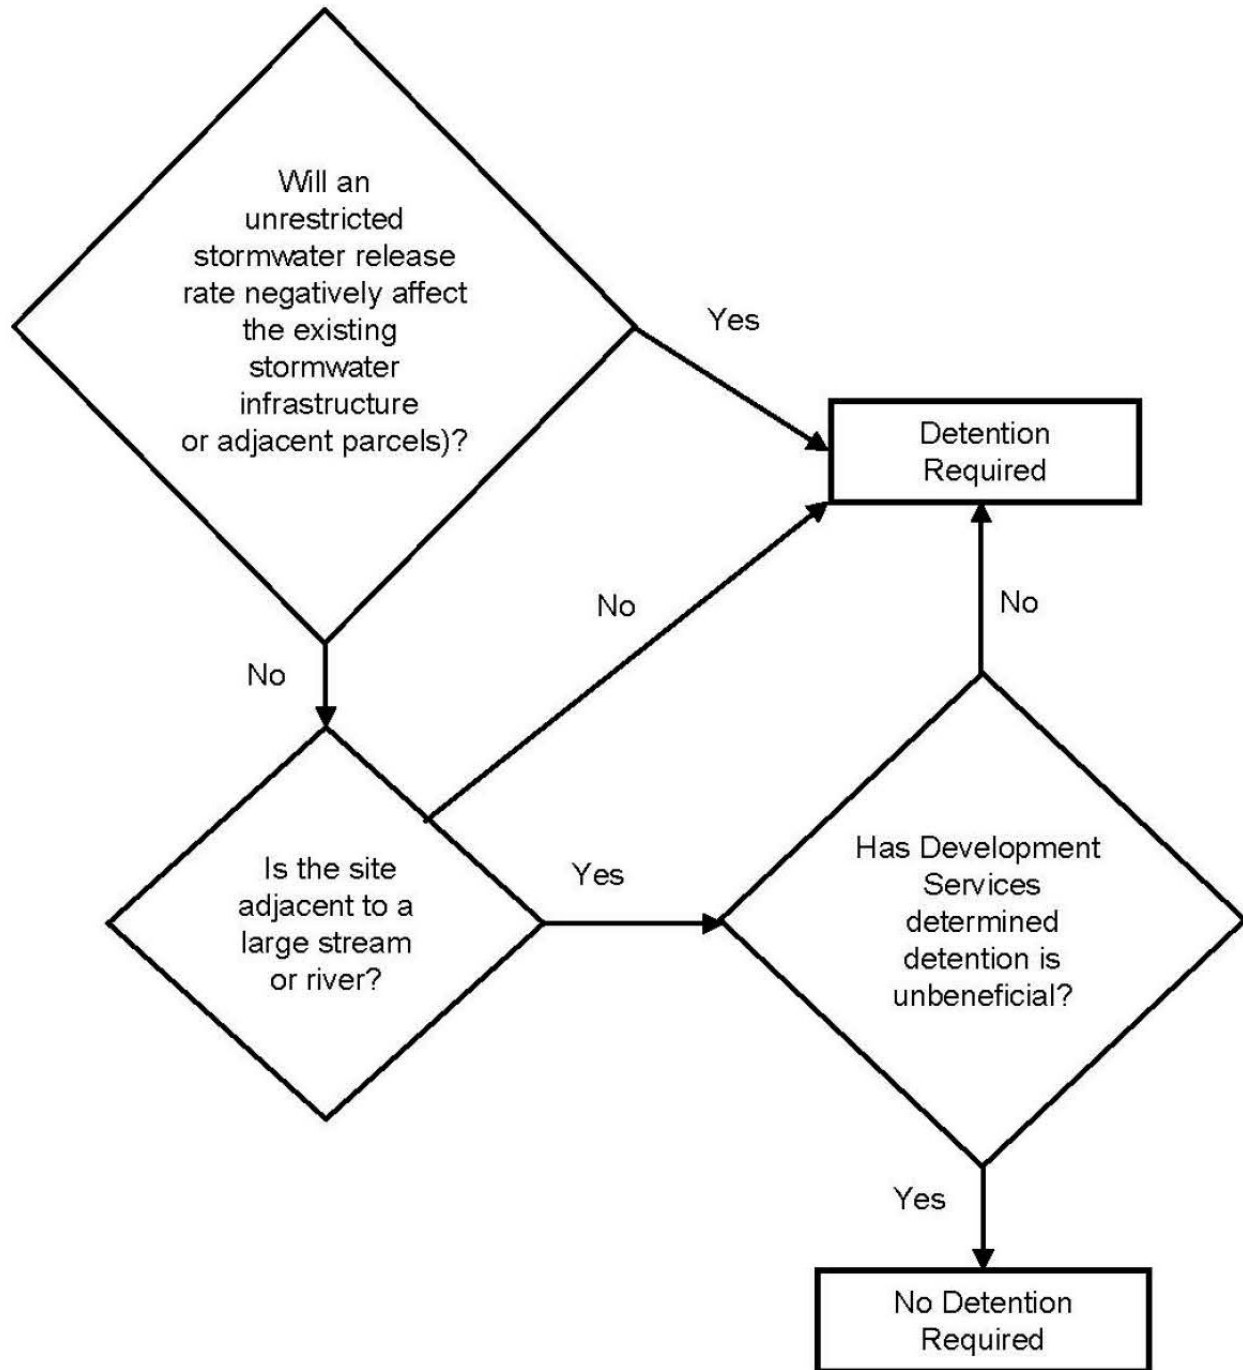 Will an
unrestricted
stormwater release
rate negatively affect
the existing
stormwater
infrastructure
or adjacent parcels)?
Yes
Detention
Required
No
No
No
Is the site
adjacent to a
large stream
or river?
Yes
Has Development
Services
determined
detention is
unbeneficial?
Yes
No Detention
Required